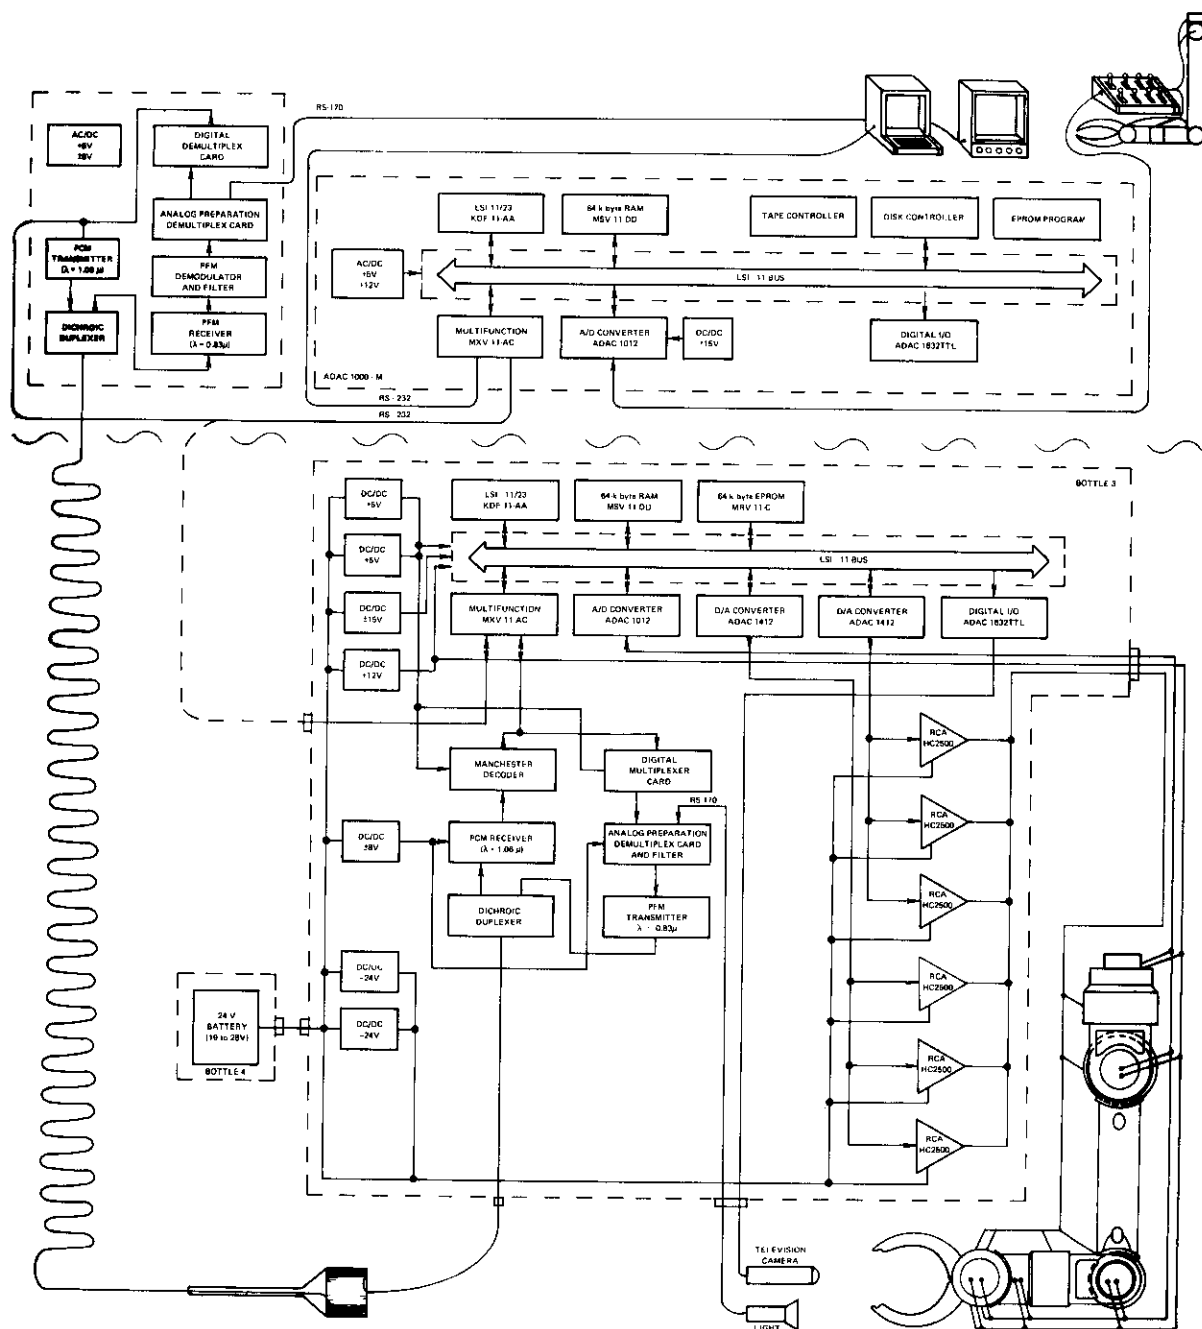 RS-170
AC/DC
+5V
±8V
DIGITAL
DEMULTIPLEX
CARD
ANALOG PREPARATION
DEMULTIPLEX CARD
PCM
TRANSMITTER
(λ = 1.06 μ)
PFM
DEMODULATOR
AND FILTER
DICHROIC
DUPLEXER
PFM
RECEIVER
(λ = 0.83μ)
LSI 11/23
KDF 11-AA
64 k byte RAM
MSV 11 DD
TAPE CONTROLLER
DISK CONTROLLER
EPROM PROGRAM
AC/DC
+5V
+12V
LSI 11 BUS
MULTIFUNCTION
MXV 11-AC
A/D CONVERTER
ADAC 1012
DC/DC
±15V
DIGITAL I/O
ADAC 1632TTL
ADAC 1000 - M
RS - 232
RS - 232
BOTTLE 3
DC/DC
+5V
LSI 11/23
KDF 11-AA
64-k byte RAM
MSV 11 DD
64 k byte EPROM
MRV 11-C
DC/DC
+5V
LSI 11 BUS
DC/DC
±15V
MULTIFUNCTION
MXV 11 AC
A/D CONVERTER
ADAC 1012
D/A CONVERTER
ADAC 1412
D/A CONVERTER
ADAC 1412
DIGITAL I/O
ADAC 1632TTL
DC/DC
+12V
RCA
HC2500
MANCHESTER
DECODER
DIGITAL
MULTIPLEXER
CARD
RS 170
RCA
HC2500
DC/DC
±8V
PCM RECEIVER
(λ = 1.06 μ)
ANALOG PREPARATION
DEMULTIPLEX CARD
AND FILTER
DICHROIC
DUPLEXER
PFM
TRANSMITTER
λ = 0.83μ
RCA
HC2500
DC/DC
-24V
RCA
HC2500
24 V
BATTERY
(19 to 28V)
DC/DC
-24V
BOTTLE 4
RCA
HC2500
RCA
HC2500
TELEVISION
CAMERA
LIGHT